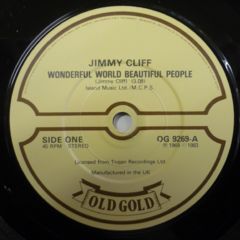 JIMMY CLIFF
WONDERFUL WORLD BEAUTIFUL PEOPLE
(Jimmy Cliff) (3.08)
Island Music Ltd./M.C.P.S.
SIDE ONE
45 RPM STEREO
OG 9269-A
℗ 1969 © 1983
Licensed from Trojan Recordings Ltd
Manufactured in the UK
OLD GOLD